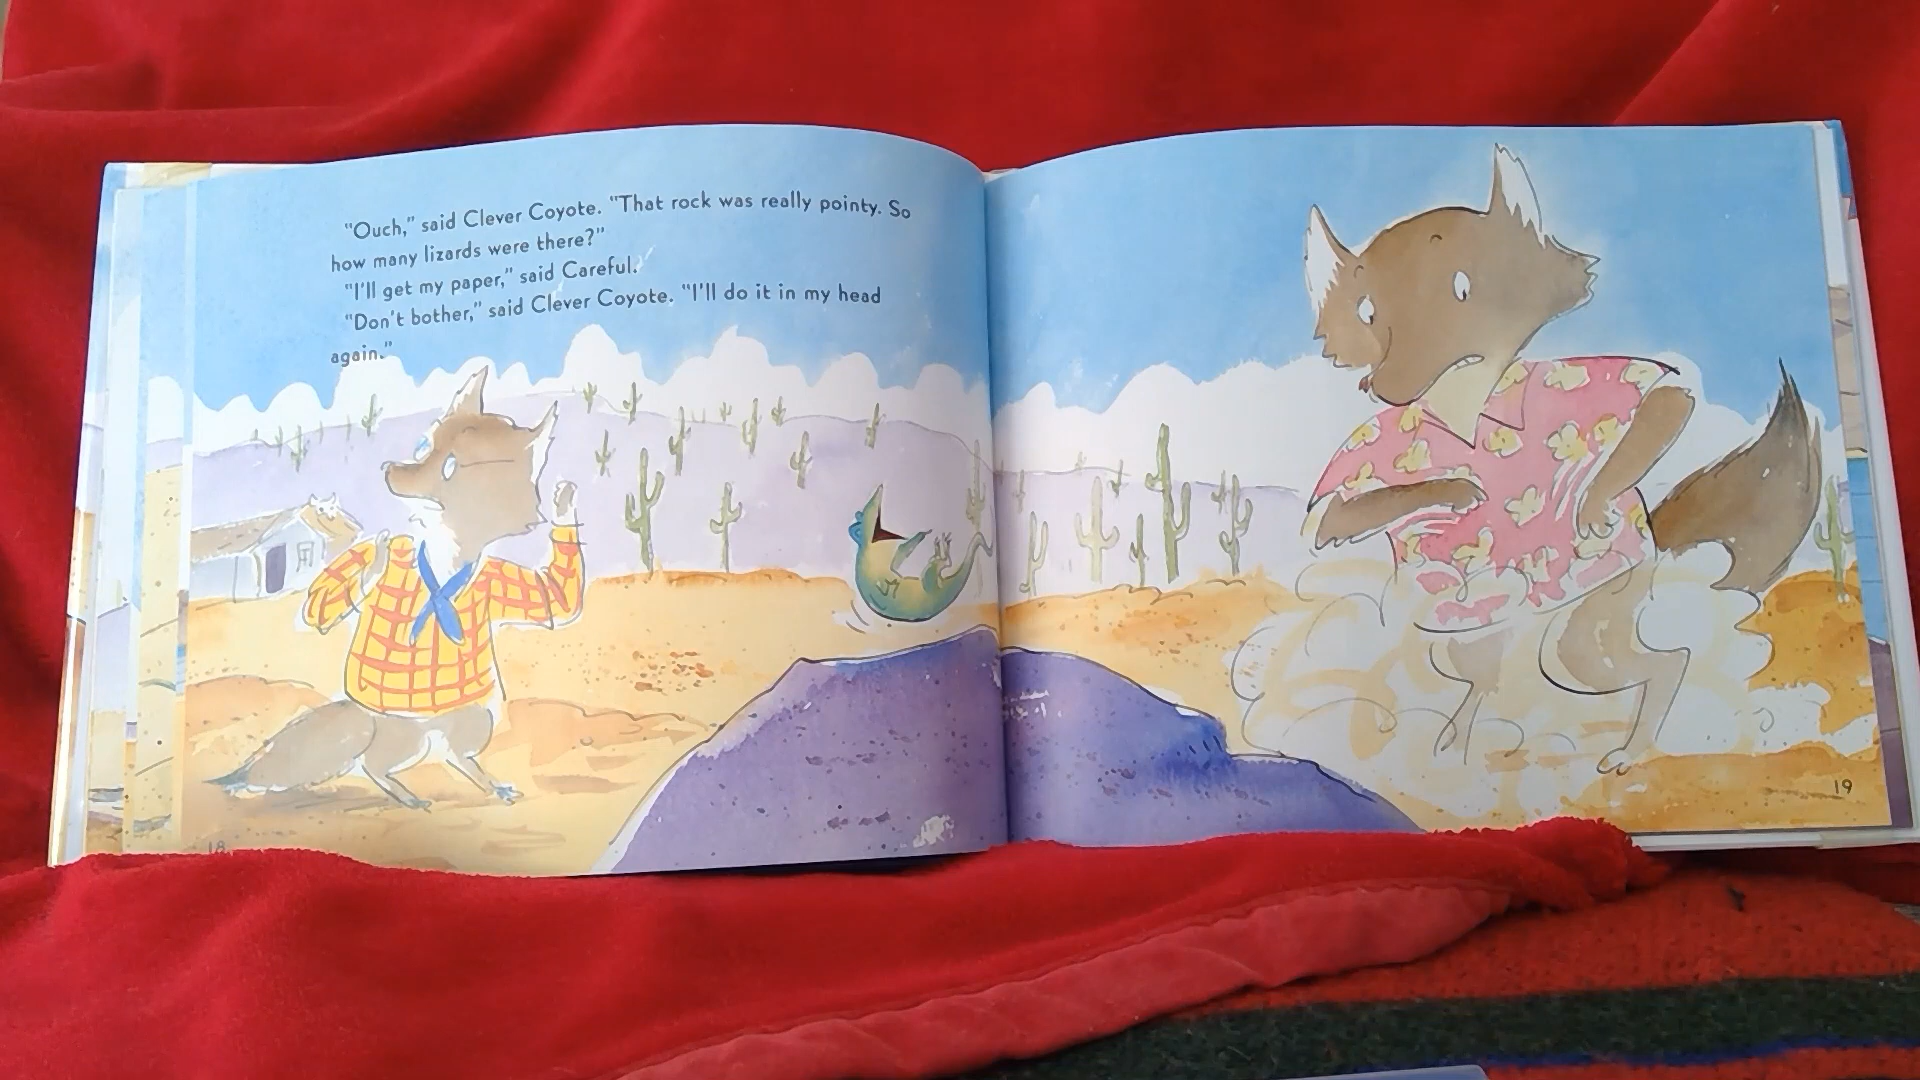 "Ouch," said Clever Coyote. "That rock was really pointy. So
how many lizards were there?"
"I'll get my paper," said Careful.
"Don't bother," said Clever Coyote. "I'll do it in my head
again."
18
19